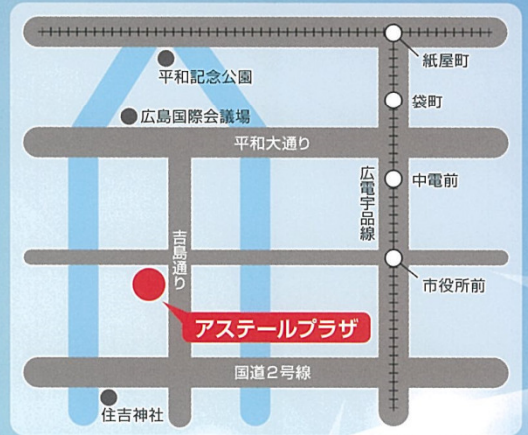 紙屋町
平和記念公園
袋町
広島国際会議場
平和大通り
中電前
広電宇品線
吉島通り
市役所前
アステールプラザ
国道2号線
住吉神社